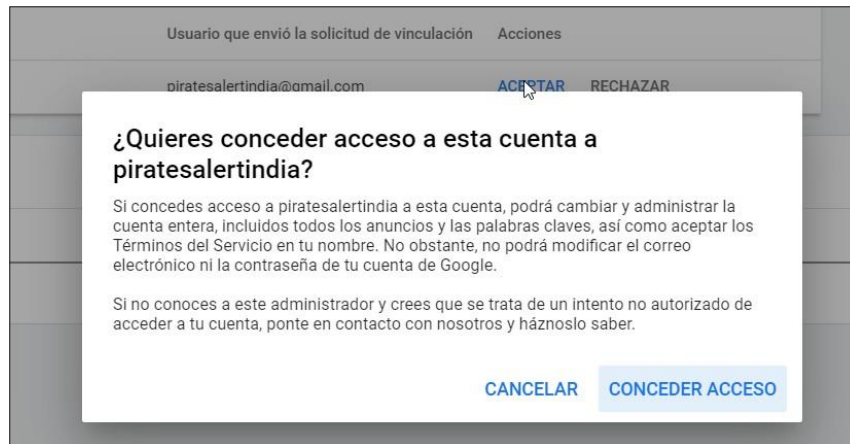 Usuario que envió la solicitud de vinculación Acciones
piratesalertindia@gmail.com ACEPTAR RECHAZAR
¿Quieres conceder acceso a esta cuenta a
piratesalertindia?
Si concedes acceso a piratesalertindia a esta cuenta, podrá cambiar y administrar la
cuenta entera, incluidos todos los anuncios y las palabras claves, así como aceptar los
Términos del Servicio en tu nombre. No obstante, no podrá modificar el correo
electrónico ni la contraseña de tu cuenta de Google.
Si no conoces a este administrador y crees que se trata de un intento no autorizado de
acceder a tu cuenta, ponte en contacto con nosotros y háznoslo saber.
CANCELAR CONCEDER ACCESO